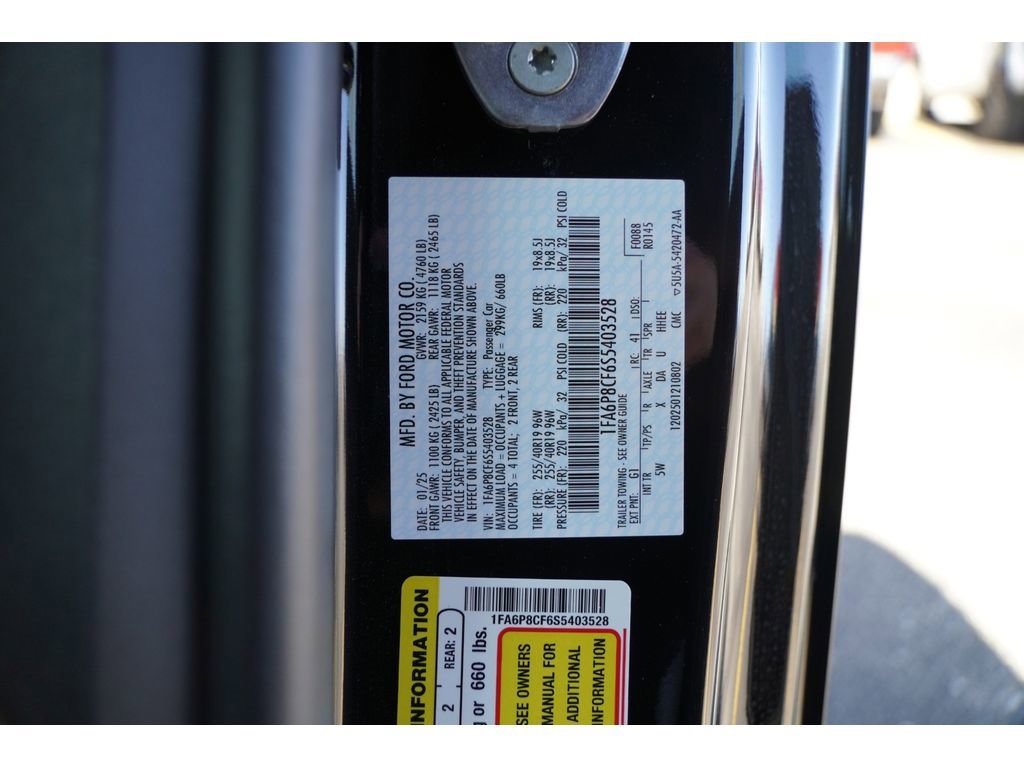 MFD. BY FORD MOTOR CO.
DATE: 01/25 GVWR: 2159 KG ( 4760 LB)
FRONT GAWR: 1100 KG ( 2425 LB) REAR GAWR: 1118 KG ( 2465 LB)
THIS VEHICLE CONFORMS TO ALL APPLICABLE FEDERAL MOTOR
VEHICLE SAFETY, BUMPER, AND THEFT PREVENTION STANDARDS
IN EFFECT ON THE DATE OF MANUFACTURE SHOWN ABOVE.
VIN: 1FA6P8CF6S5403528 TYPE: Passenger Car
MAXIMUM LOAD = OCCUPANTS + LUGGAGE = 299KG/ 660LB
OCCUPANTS = 4 TOTAL; 2 FRONT, 2 REAR
TIRE (FR): 255/40R19 96W RIMS (FR): 19x8.5J
(RR): 255/40R19 96W (RR): 19x8.5J
PRESSURE (FR): 220 kPa/ 32 PSI COLD (RR): 220 kPa/ 32 PSI COLD
1FA6P8CF6S5403528
TRAILER TOWING - SEE OWNER GUIDE F0088
EXT PNT: G1 RC: 41 DSO: R0145
INT TR TP/PS R AXLE TR SPR
5W X DA U HHEE
12025012​10802 CMC ▽5U5A-5420472-AA
INFORMATION
2 REAR: 2
or 660 lbs.
1FA6P8CF6S5403528
SEE OWNERS
MANUAL FOR
ADDITIONAL
INFORMATION